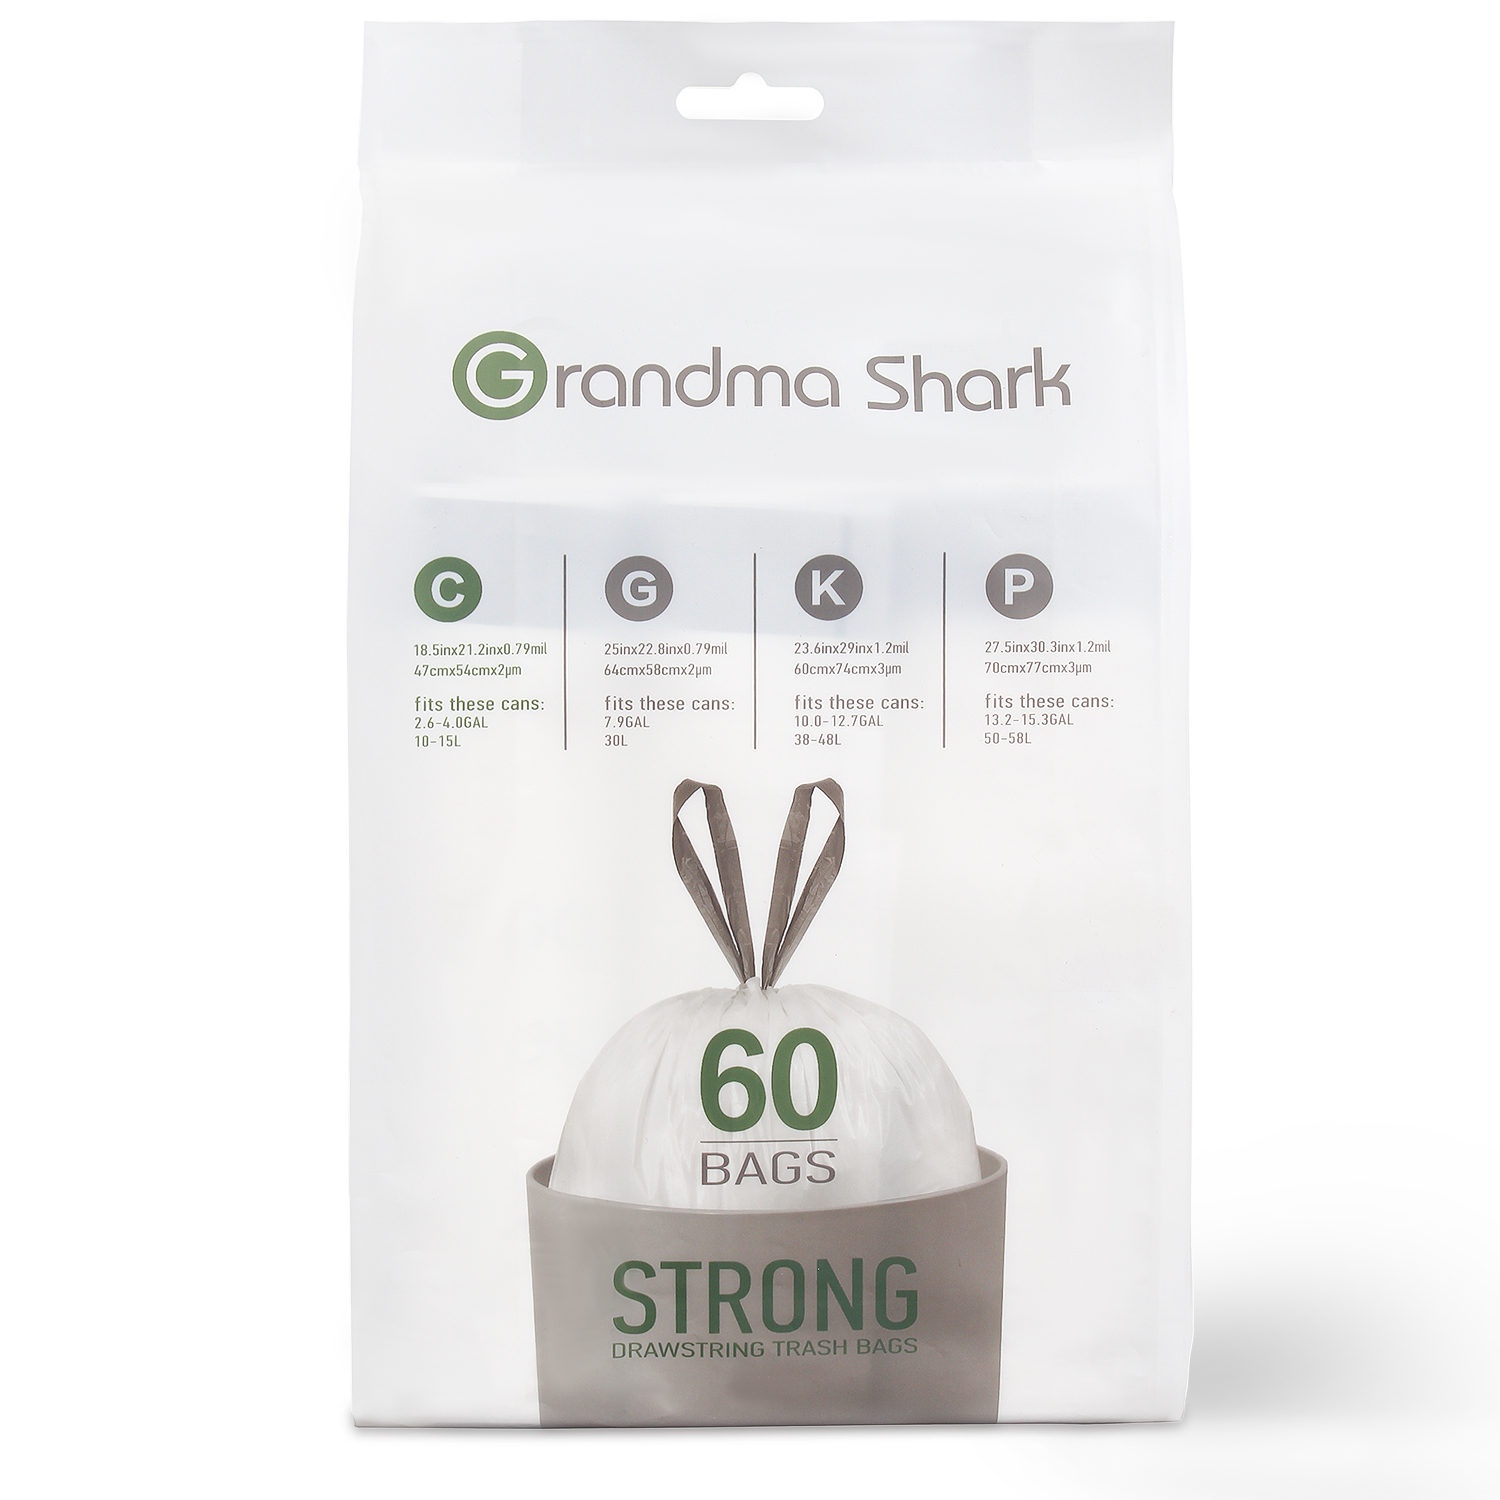 Grandma Shark
C
18.5inx21.2inx0.79mil
47cmx54cmx2μm
fits these cans:
2.6-4.0GAL
10-15L
G
25inx22.8inx0.79mil
64cmx58cmx2μm
fits these cans:
7.9GAL
30L
K
23.6inx29inx1.2mil
60cmx74cmx3μm
fits these cans:
10.0-12.7GAL
38-48L
P
27.5inx30.3inx1.2mil
70cmx77cmx3μm
fits these cans:
13.2-15.3GAL
50-58L
60
BAGS
STRONG
DRAWSTRING TRASH BAGS